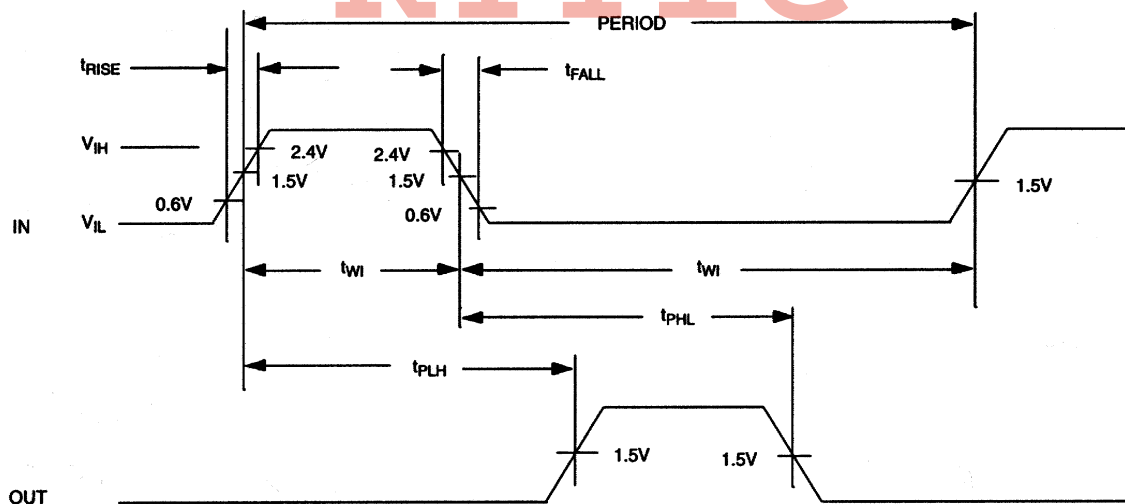 PERIOD
tRISE
tFALL
VIH
2.4V
2.4V
1.5V
1.5V
1.5V
0.6V
0.6V
IN
VIL
tWI
tWI
tPHL
tPLH
1.5V
1.5V
OUT